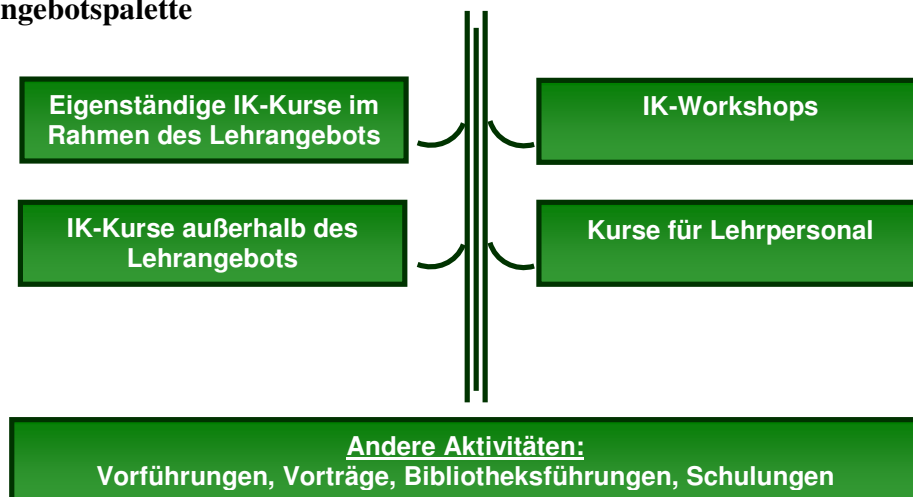 ngebotspalette
Eigenständige IK-Kurse im
Rahmen des Lehrangebots
IK-Workshops
IK-Kurse außerhalb des
Lehrangebots
Kurse für Lehrpersonal
Andere Aktivitäten:
Vorführungen, Vorträge, Bibliotheksführungen, Schulungen